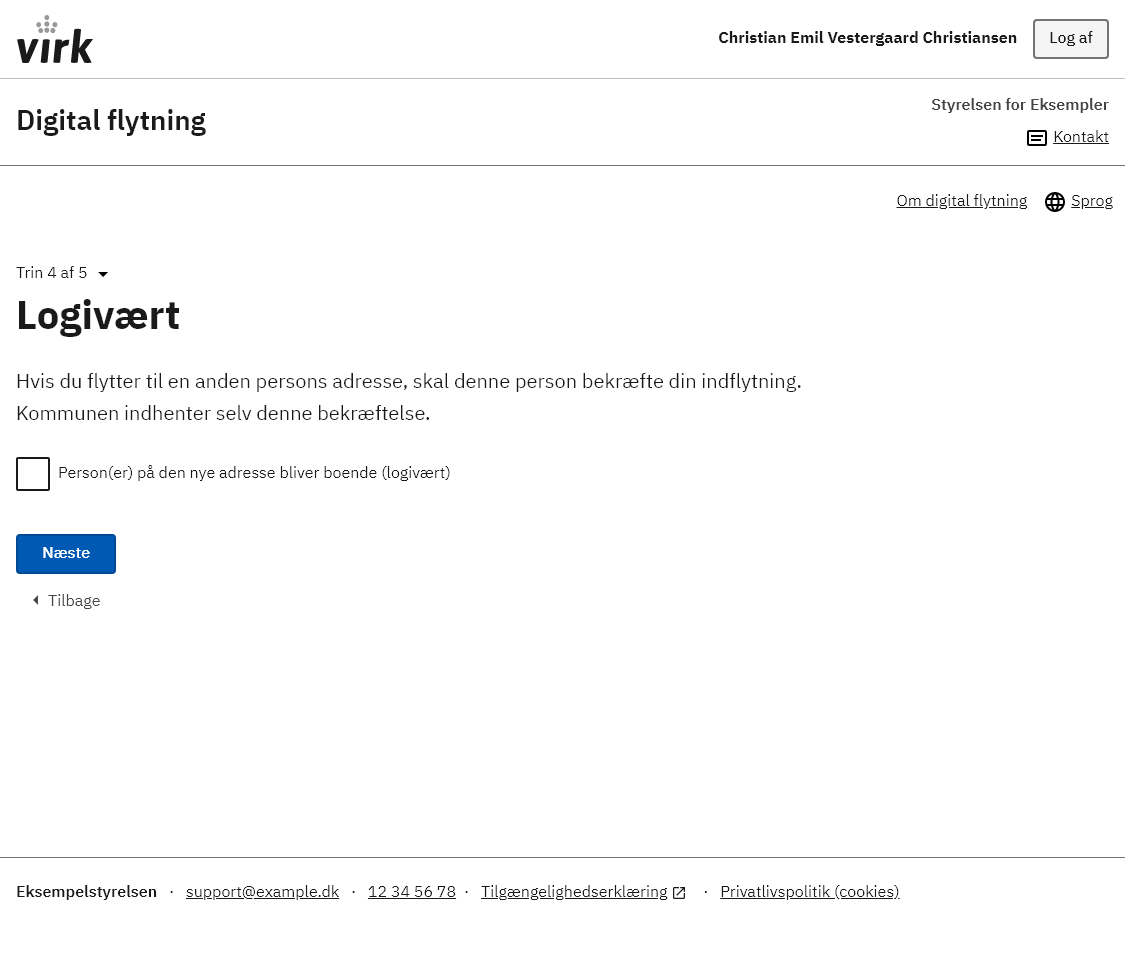 virk
Christian Emil Vestergaard Christiansen
Log af
Digital flytning
Styrelsen for Eksempler
Kontakt
Om digital flytning
Sprog
Trin 4 af 5
Logivært
Hvis du flytter til en anden persons adresse, skal denne person bekræfte din indflytning.
Kommunen indhenter selv denne bekræftelse.
Person(er) på den nye adresse bliver boende (logivært)
Næste
Tilbage
Eksempelstyrelsen · support@example.dk · 12 34 56 78 · Tilgængelighedserklæring · Privatlivspolitik (cookies)